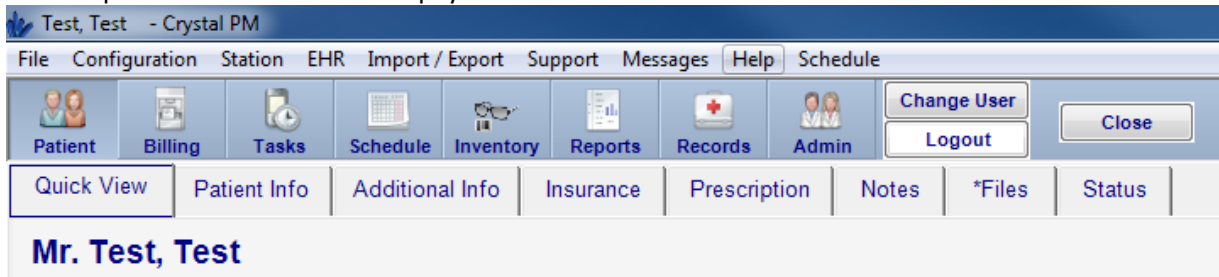 Test, Test - Crystal PM
File Configuration Station EHR Import / Export Support Messages Help Schedule
Patient Billing Tasks Schedule Inventory Reports Records Admin Change User Logout Close
Quick View Patient Info Additional Info Insurance Prescription Notes *Files Status
Mr. Test, Test